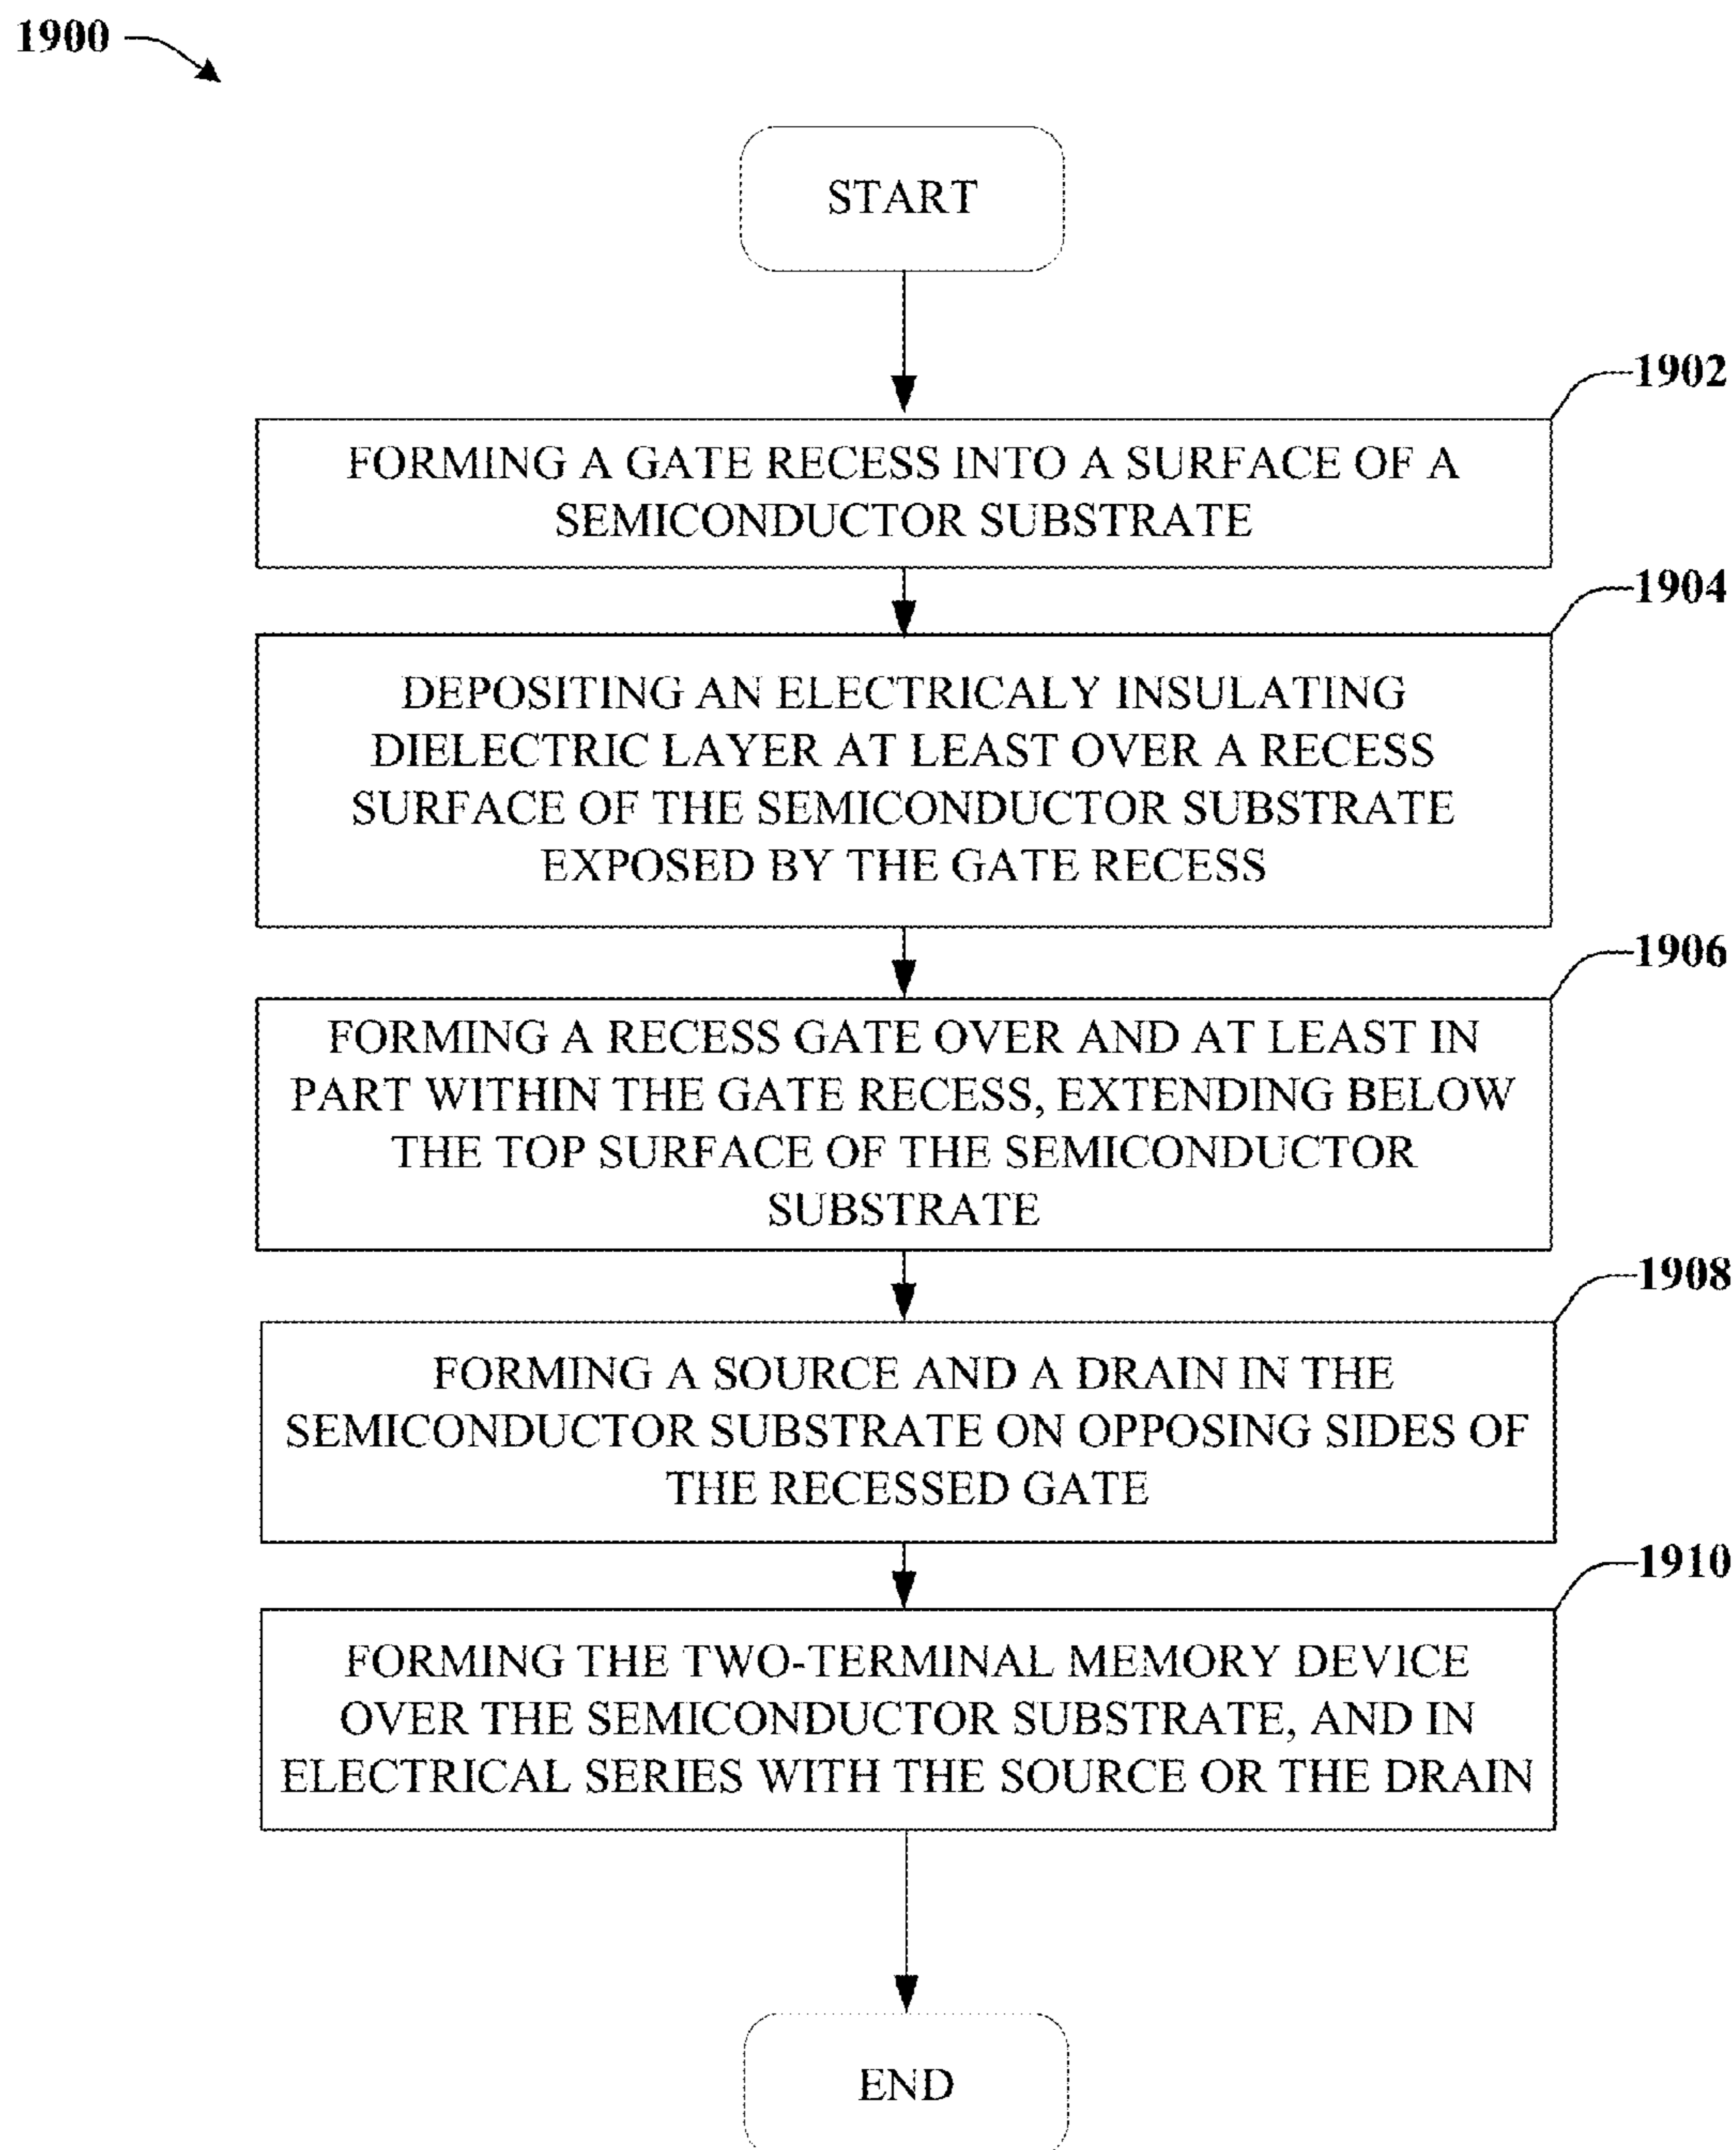 1900
START
1902
FORMING A GATE RECESS INTO A SURFACE OF A
SEMICONDUCTOR SUBSTRATE
1904
DEPOSITING AN ELECTRICALY INSULATING
DIELECTRIC LAYER AT LEAST OVER A RECESS
SURFACE OF THE SEMICONDUCTOR SUBSTRATE
EXPOSED BY THE GATE RECESS
1906
FORMING A RECESS GATE OVER AND AT LEAST IN
PART WITHIN THE GATE RECESS, EXTENDING BELOW
THE TOP SURFACE OF THE SEMICONDUCTOR
SUBSTRATE
1908
FORMING A SOURCE AND A DRAIN IN THE
SEMICONDUCTOR SUBSTRATE ON OPPOSING SIDES OF
THE RECESSED GATE
1910
FORMING THE TWO-TERMINAL MEMORY DEVICE
OVER THE SEMICONDUCTOR SUBSTRATE, AND IN
ELECTRICAL SERIES WITH THE SOURCE OR THE DRAIN
END